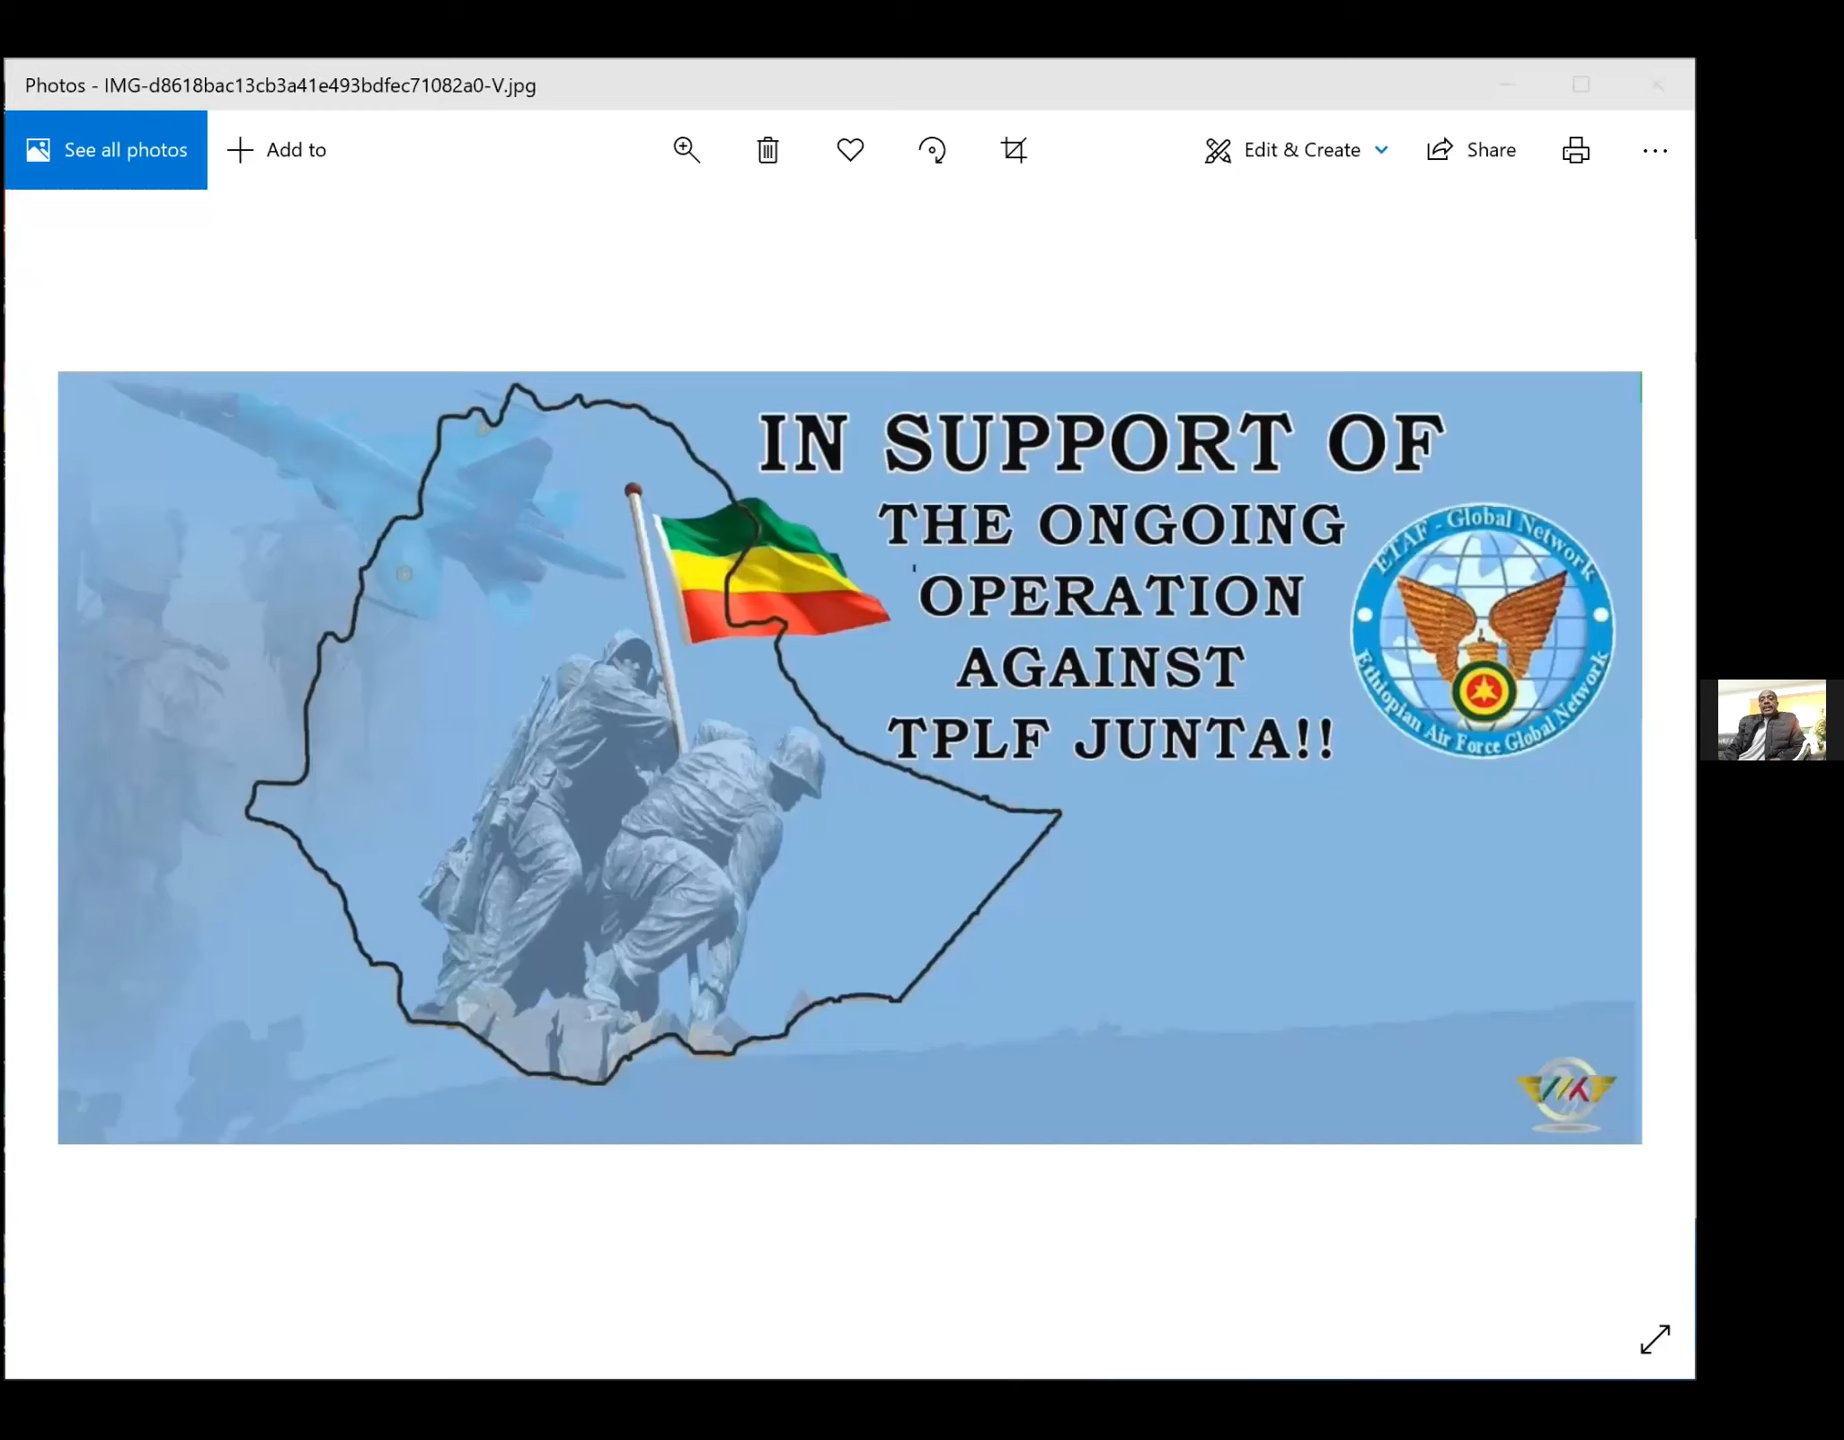 Photos - IMG-d8618bac13cb3a41e493bdfec71082a0-V.jpg
See all photos
Add to
Edit & Create
Share
IN SUPPORT OF
THE ONGOING
OPERATION
AGAINST
TPLF JUNTA!!
ETAF - Global Network
Ethiopian Air Force Global Network